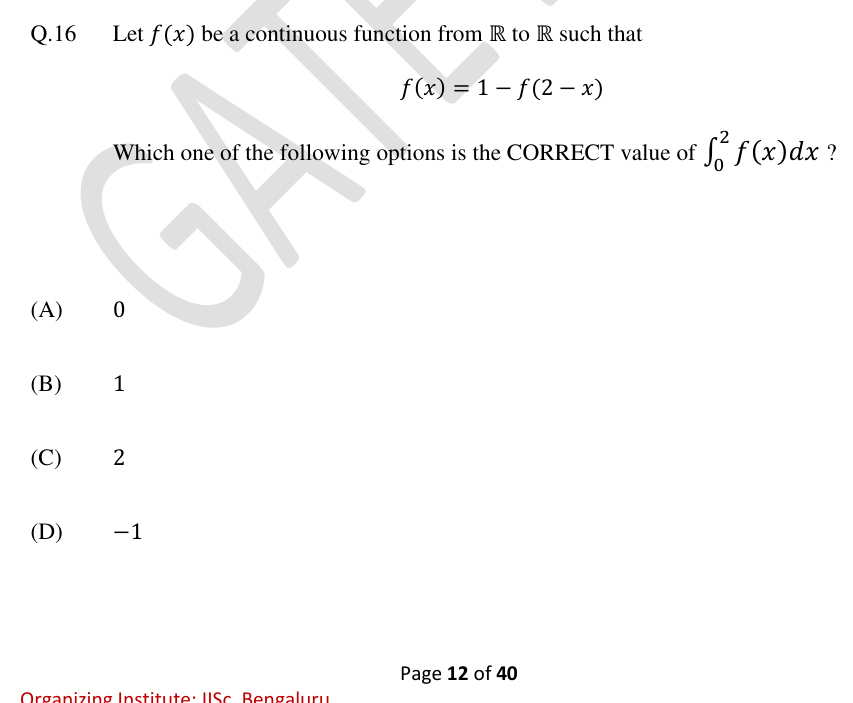 Q.16 Let f(x) be a continuous function from ℝ to ℝ such that
f(x) = 1 − f(2 − x)
Which one of the following options is the CORRECT value of ∫₀² f(x)dx ?
(A) 0
(B) 1
(C) 2
(D) −1
Page 12 of 40
Organizing Institute: IISc, Bengaluru
GATE